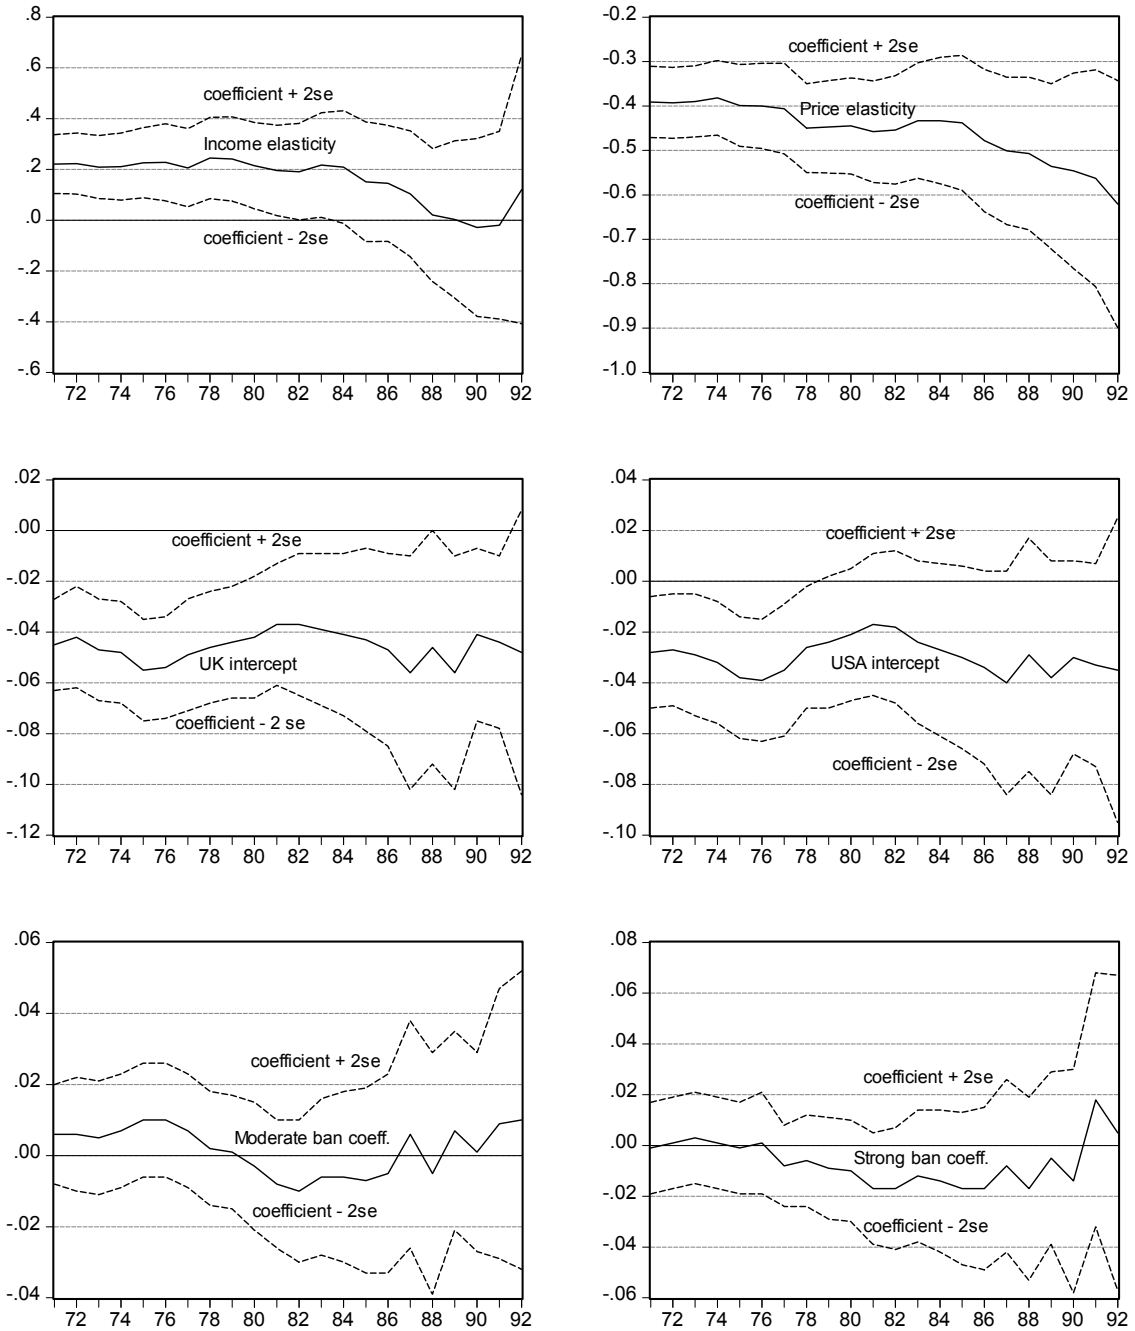 .8
.6
.4
.2
.0
-.2
-.4
-.6
coefficient + 2se
Income elasticity
coefficient - 2se
72 74 76 78 80 82 84 86 88 90 92
-0.2
-0.3
-0.4
-0.5
-0.6
-0.7
-0.8
-0.9
-1.0
coefficient + 2se
Price elasticity
coefficient - 2se
72 74 76 78 80 82 84 86 88 90 92
.02
.00
-.02
-.04
-.06
-.08
-.10
-.12
coefficient + 2se
UK intercept
coefficient - 2 se
72 74 76 78 80 82 84 86 88 90 92
.04
.02
.00
-.02
-.04
-.06
-.08
-.10
coefficient + 2se
USA intercept
coefficient - 2se
72 74 76 78 80 82 84 86 88 90 92
.06
.04
.02
.00
-.02
-.04
coefficient + 2se
Moderate ban coeff.
coefficient - 2se
72 74 76 78 80 82 84 86 88 90 92
.08
.06
.04
.02
.00
-.02
-.04
-.06
coefficient + 2se
Strong ban coeff.
coefficient - 2se
72 74 76 78 80 82 84 86 88 90 92